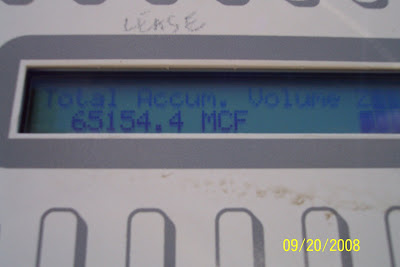 LEASE
Total Accum. Volume
65154.4 MCF
09/20/2008